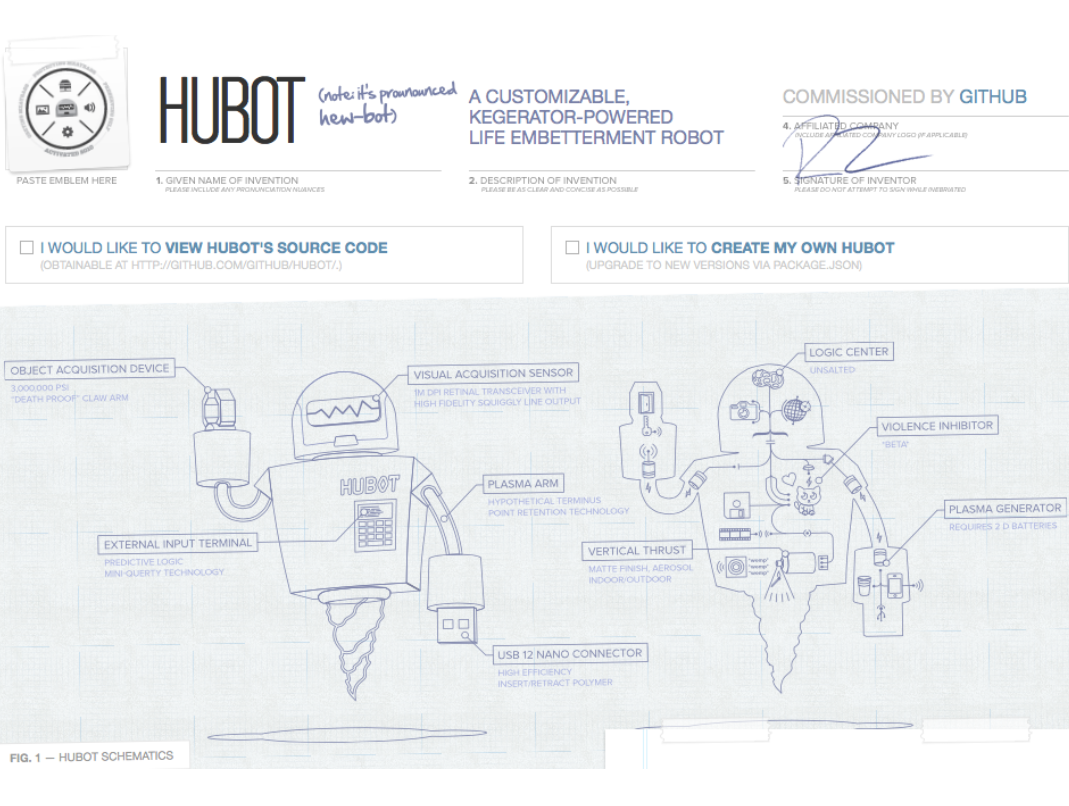 HUBOT
(note: it's pronounced
hew-bot)
A CUSTOMIZABLE,
KEGERATOR-POWERED
LIFE EMBETTERMENT ROBOT
COMMISSIONED BY GITHUB
4. AFFILIATED COMPANY
INCLUDE AFFILIATED COMPANY LOGO (IF APPLICABLE)
PASTE EMBLEM HERE
1. GIVEN NAME OF INVENTION
PLEASE INCLUDE ANY PRONUNCIATION NUANCES
2. DESCRIPTION OF INVENTION
PLEASE BE AS CLEAR AND CONCISE AS POSSIBLE
5. SIGNATURE OF INVENTOR
PLEASE DO NOT ATTEMPT TO SIGN WHILE INEBRIATED
I WOULD LIKE TO VIEW HUBOT'S SOURCE CODE
(OBTAINABLE AT HTTP://GITHUB.COM/GITHUB/HUBOT/.)
I WOULD LIKE TO CREATE MY OWN HUBOT
(UPGRADE TO NEW VERSIONS VIA PACKAGE.JSON)
OBJECT ACQUISITION DEVICE
3,000,000 PSI
"DEATH PROOF" CLAW ARM
VISUAL ACQUISITION SENSOR
1M DPI RETINAL TRANSCEIVER WITH
HIGH FIDELITY SQUIGGLY LINE OUTPUT
LOGIC CENTER
UNSALTED
VIOLENCE INHIBITOR
"BETA"
HUBOT
PLASMA ARM
HYPOTHETICAL TERMINUS
POINT RETENTION TECHNOLOGY
PLASMA GENERATOR
REQUIRES 2 D BATTERIES
EXTERNAL INPUT TERMINAL
PREDICTIVE LOGIC
MINI-QUERTY TECHNOLOGY
VERTICAL THRUST
MATTE FINISH, AEROSOL
INDOOR/OUTDOOR
USB 12 NANO CONNECTOR
HIGH EFFICIENCY
INSERT/RETRACT POLYMER
FIG. 1 — HUBOT SCHEMATICS